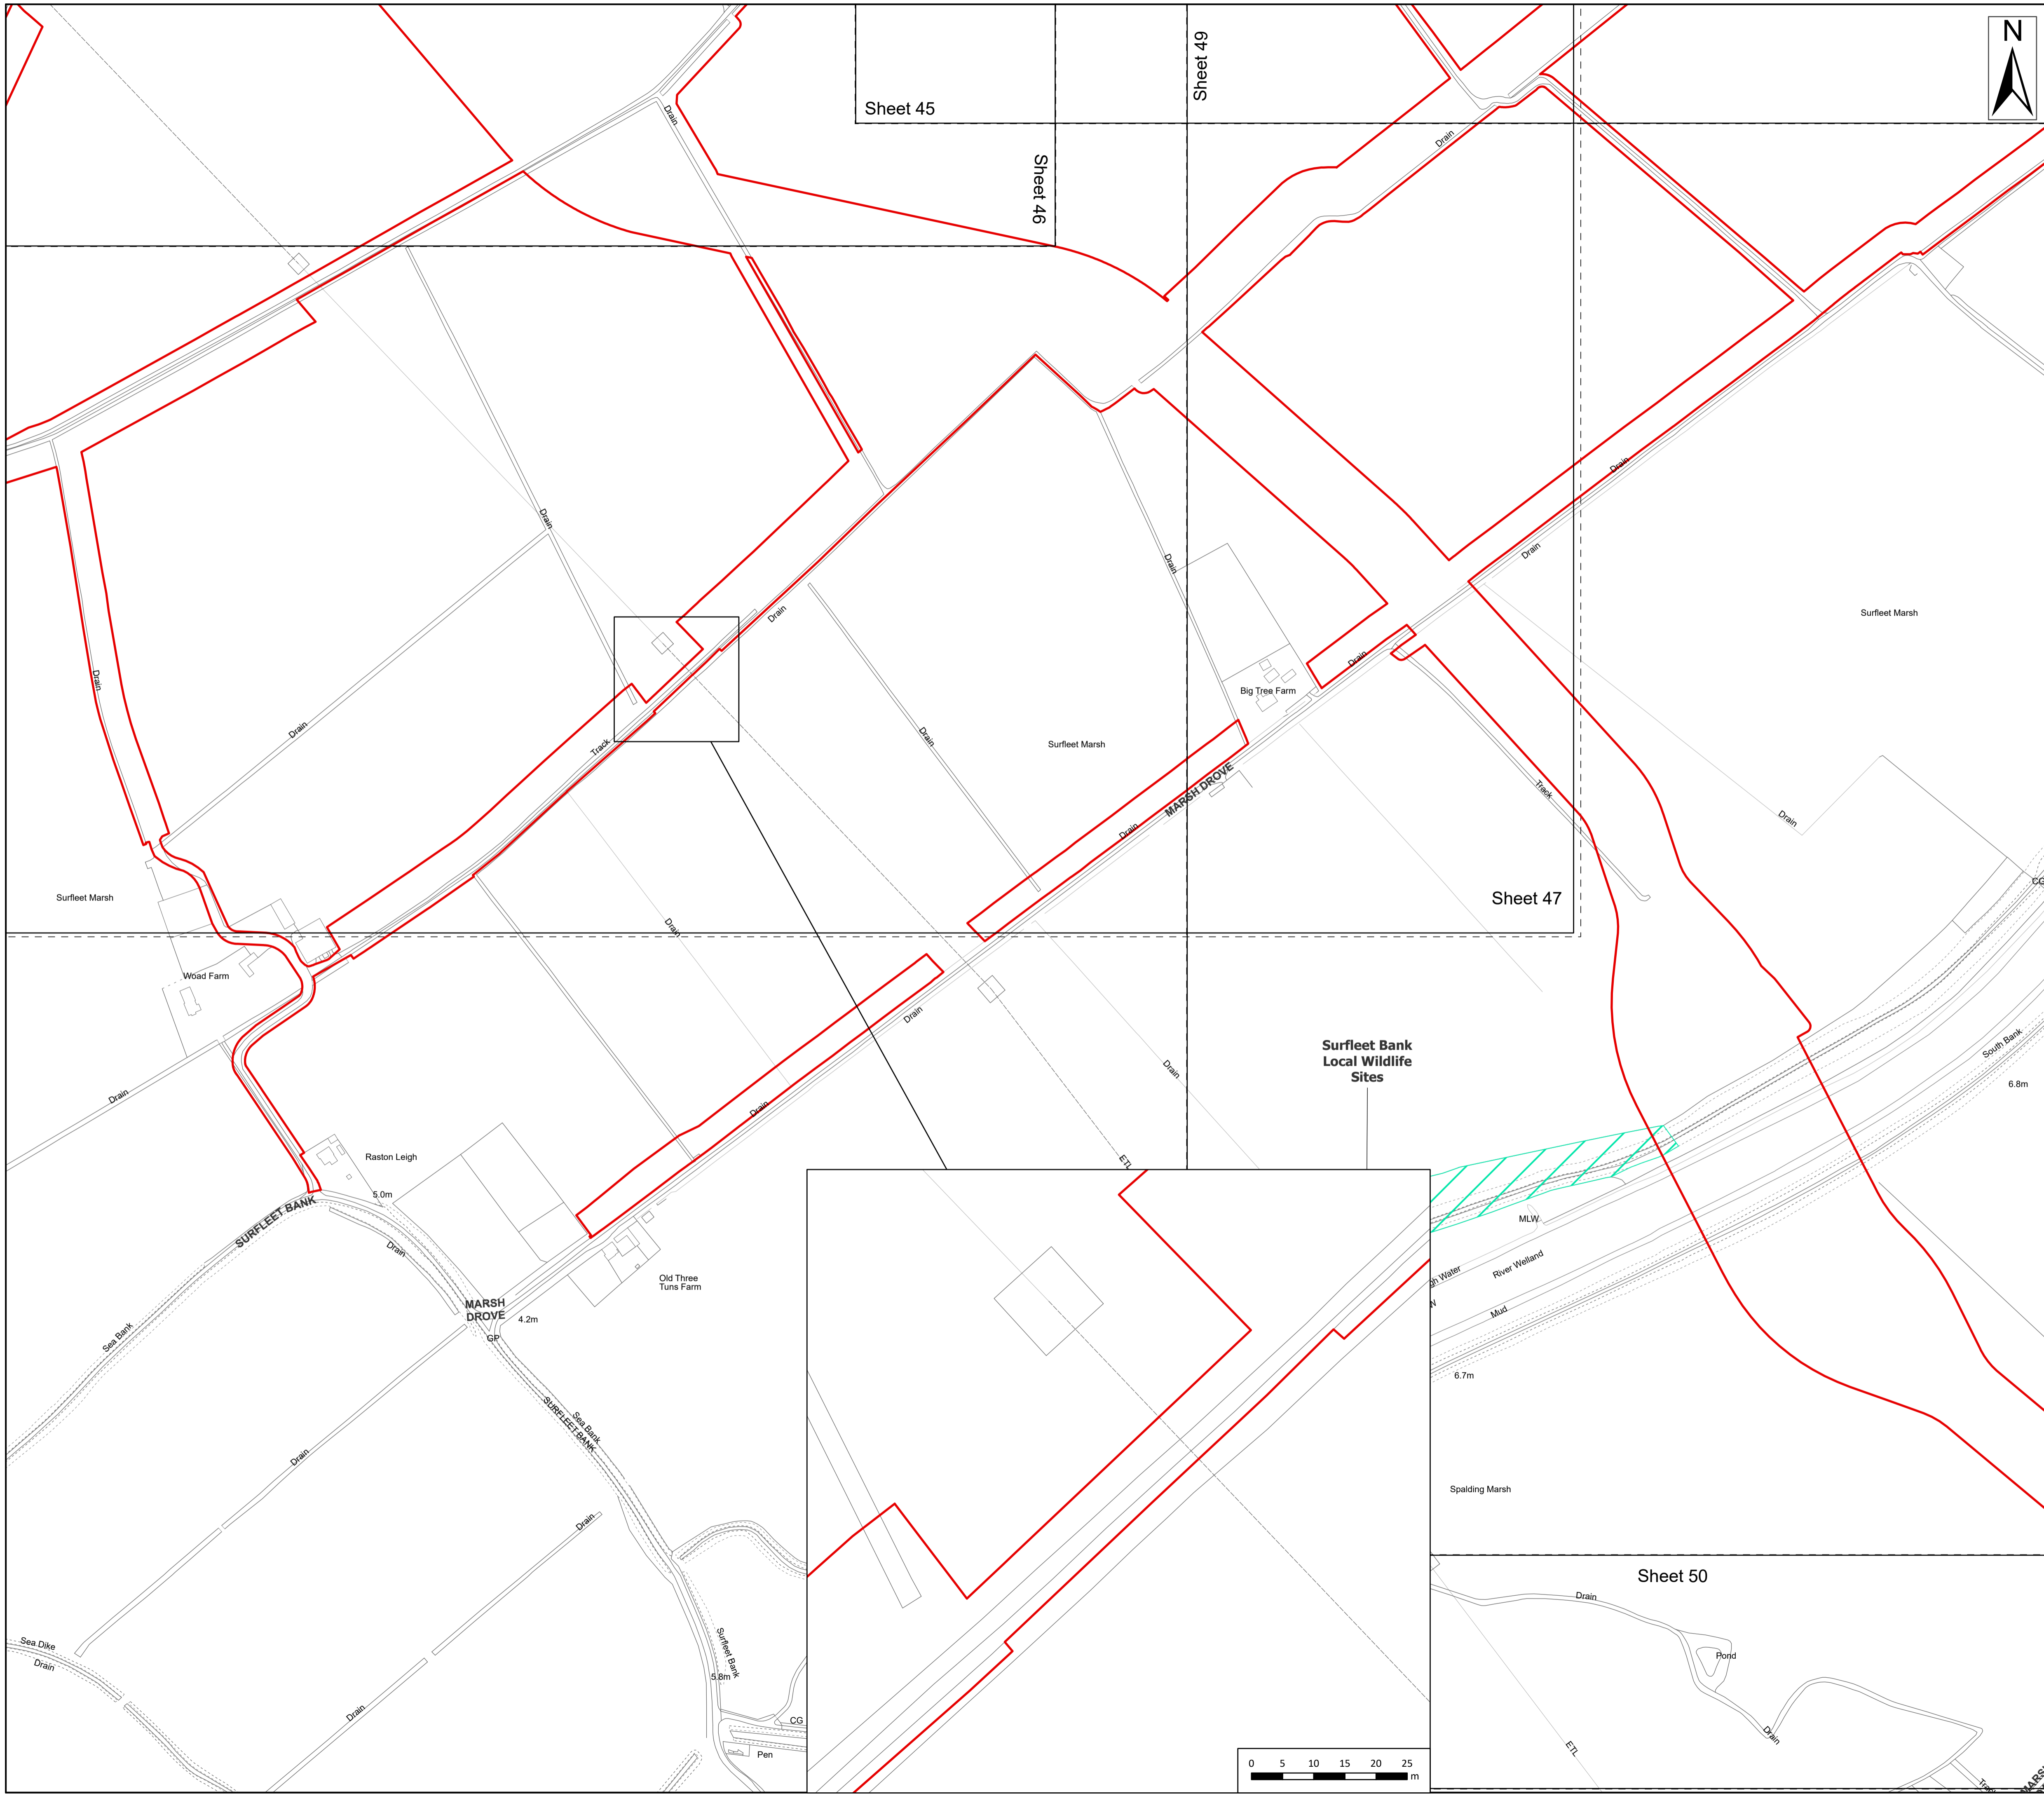 N
Sheet 49
Sheet 45
Sheet 46
Drain
Drain
Drain
Drain
Drain
Drain
Surfleet Marsh
Drain
Drain
Drain
Drain
Big Tree Farm
Track
Drain
Surfleet Marsh
MARSH DROVE
Track
Drain
Drain
CG
Surfleet Marsh
Sheet 47
Drain
Woad Farm
Drain
Surfleet Bank
Local Wildlife
Sites
South Bank
6.8m
Drain
Drain
Drain
Raston Leigh
ETL
5.0m
SURFLEET BANK
Drain
MLW
River Welland
Old Three
Tuns Farm
MARSH
DROVE
4.2m
GP
Mud
Sea Bank
6.7m
Sea Bank
SURFLEET BANK
Drain
Spalding Marsh
Drain
Sheet 50
Drain
Sea Dike
Drain
Surfleet Bank
5.8m
Pond
Drain
CG
Pen
Drain
ETL
0 5 10 15 20 25
m